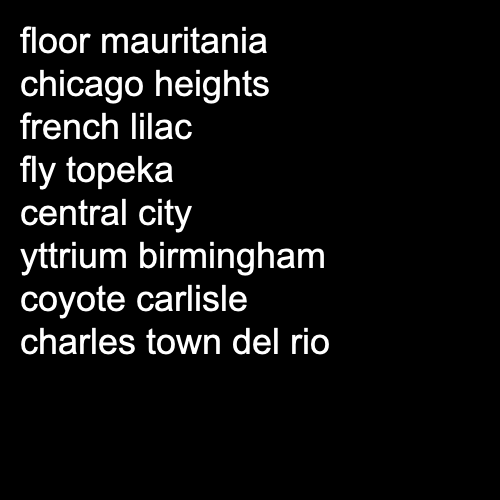 floor mauritania
chicago heights
french lilac
fly topeka
central city
yttrium birmingham
coyote carlisle
charles town del rio